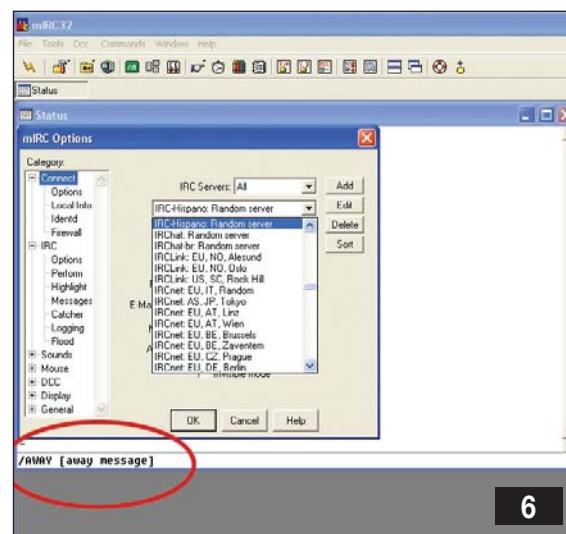 mIRC32
File Tools Dcc Commands Window Help
Status
Status
mIRC Options
Category:
Connect
Options
Local Info
Identd
Firewall
IRC
Options
Perform
Highlight
Messages
Catcher
Logging
Flood
Sounds
Mouse
DCC
Display
General
IRC Servers: All
Add
IRC-Hispano: Random server
Edit
Delete
Sort
IRC-Hispano: Random server
IRChat: Random server
IRChat-br: Random server
IRCLink: EU, NO, Alesund
IRCLink: EU, NO, Oslo
IRCLink: US, SC, Rock Hill
IRCnet: EU, IT, Random
IRCnet: AS, JP, Tokyo
IRCnet: EU, AT, Linz
IRCnet: EU, AT, Wien
IRCnet: EU, BE, Brussels
IRCnet: EU, BE, Zaventem
IRCnet: EU, CZ, Prague
IRCnet: EU, DE, Berlin
E-Ma
OK Cancel Help
/AWAY [away message]
6